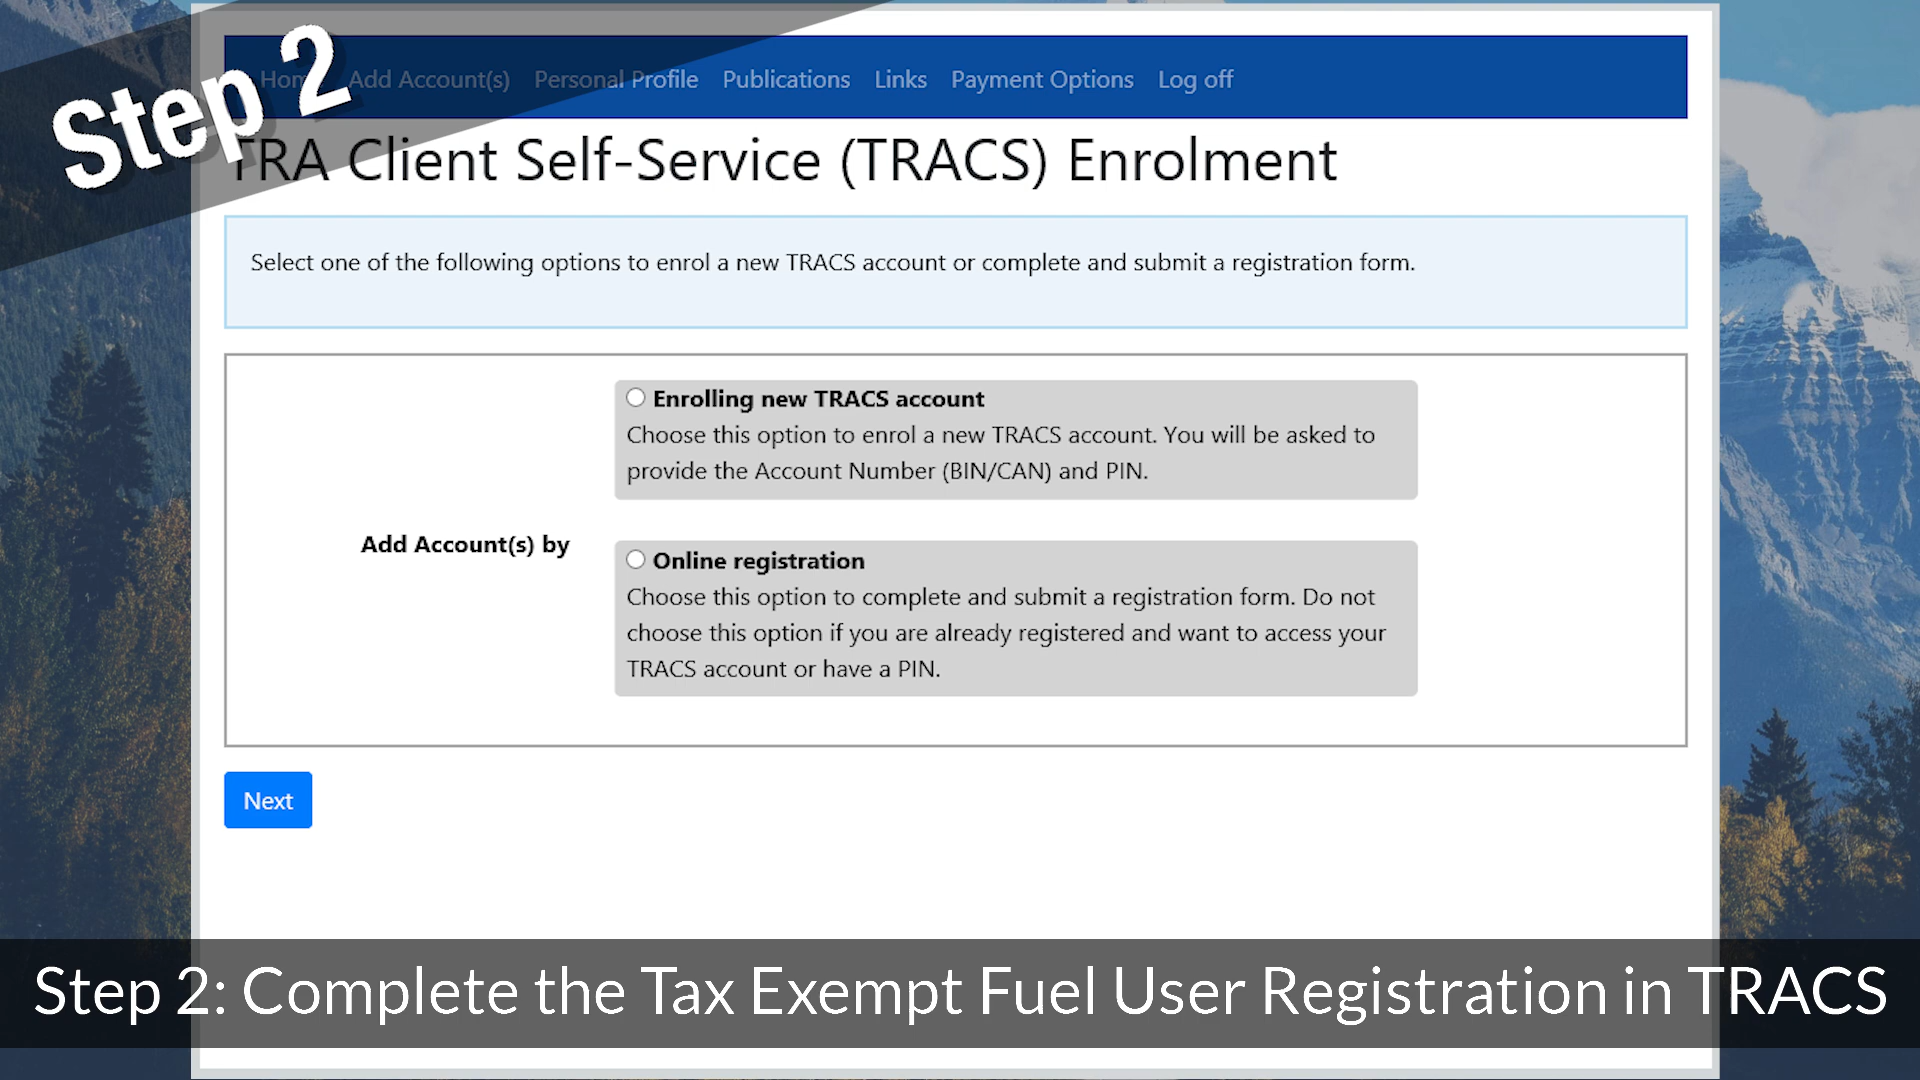 Step 2
Home Add Account(s) Personal Profile Publications Links Payment Options Log off
TRA Client Self-Service (TRACS) Enrolment
Select one of the following options to enrol a new TRACS account or complete and submit a registration form.
Enrolling new TRACS account
Choose this option to enrol a new TRACS account. You will be asked to
provide the Account Number (BIN/CAN) and PIN.
Add Account(s) by
Online registration
Choose this option to complete and submit a registration form. Do not
choose this option if you are already registered and want to access your
TRACS account or have a PIN.
Next
Step 2: Complete the Tax Exempt Fuel User Registration in TRACS